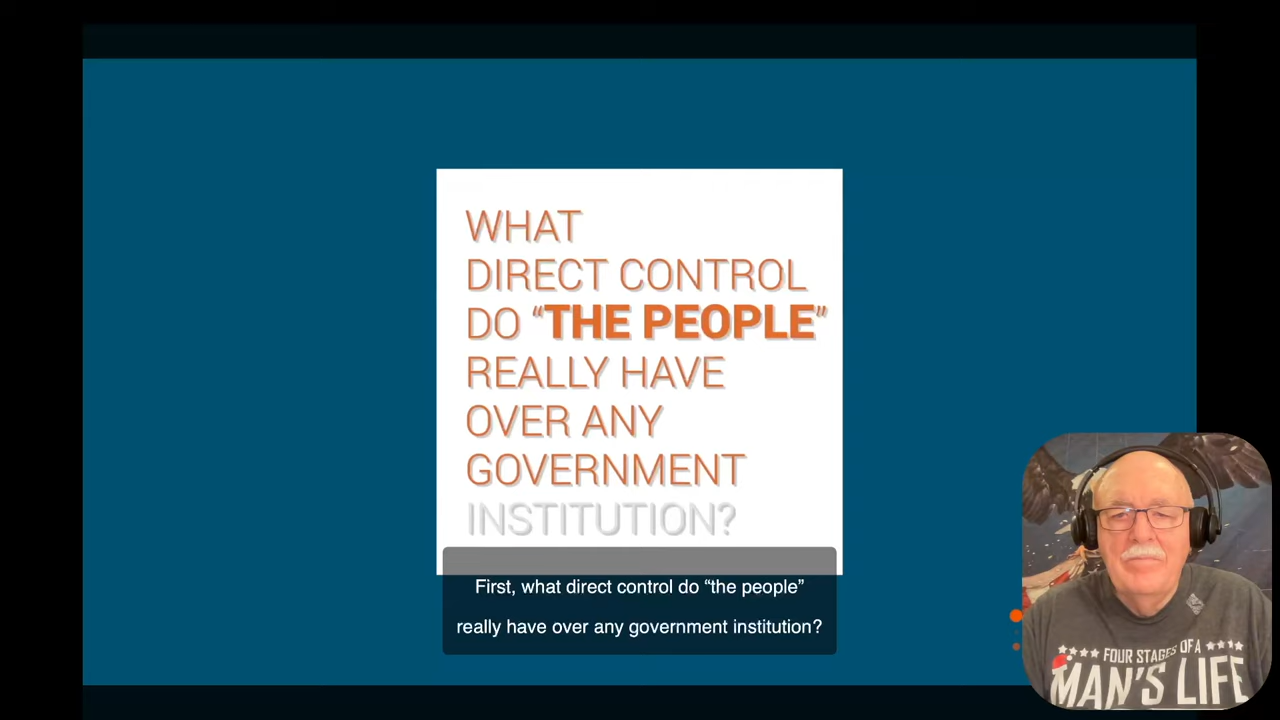 WHAT
DIRECT CONTROL
DO “THE PEOPLE”
REALLY HAVE
OVER ANY
GOVERNMENT
INSTITUTION?
First, what direct control do “the people”
really have over any government institution?
FOUR STAGES OF A
MAN'S LIFE